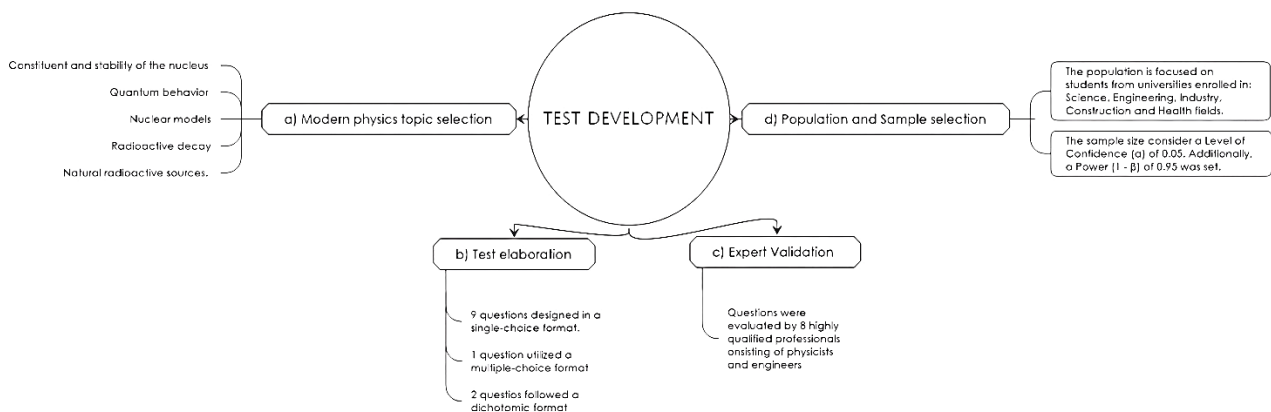 TEST DEVELOPMENT
a) Modern physics topic selection
Constituent and stability of the nucleus
Quantum behavior
Nuclear models
Radioactive decay
Natural radioactive sources.
b) Test elaboration
9 questions designed in a
single-choice format.
1 question utilized a
multiple-choice format
2 questios followed a
dichotomic format
c) Expert Validation
Questions were
evaluated by 8 highly
qualified professionals
onsisting of physicists
and engineers
d) Population and Sample selection
The population is focused on
students from universities enrolled in:
Science, Engineering, Industry,
Construction and Health fields.
The sample size consider a Level of
Confidence (a) of 0.05. Additionally,
a Power (1 - β) of 0.95 was set.